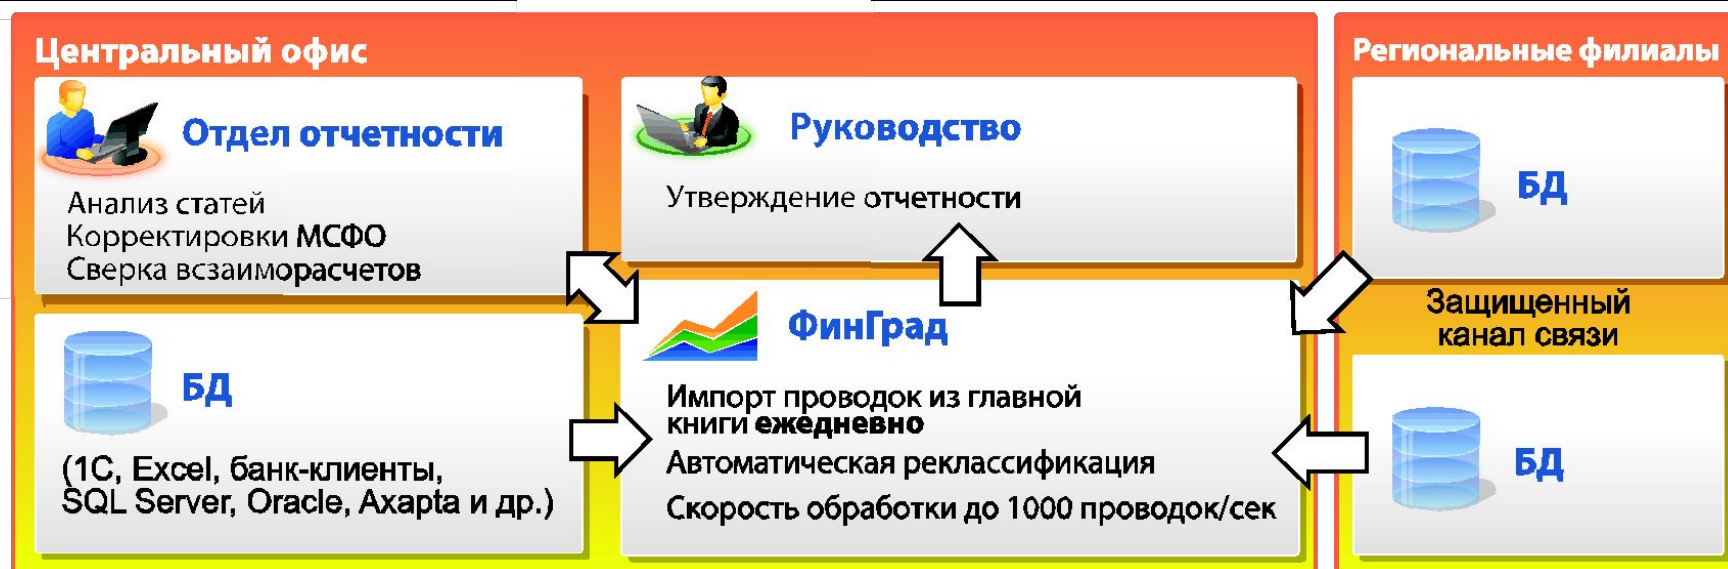 Центральный офис
Отдел отчетности
Анализ статей
Корректировки МСФО
Сверка всзаиморасчетов
Руководство
Утверждение отчетности
БД
(1С, Excel, банк-клиенты,
SQL Server, Oracle, Axapta и др.)
ФинГрад
Импорт проводок из главной
книги ежедневно
Автоматическая реклассификация
Скорость обработки до 1000 проводок/сек
Региональные филиалы
БД
Защищенный
канал связи
БД